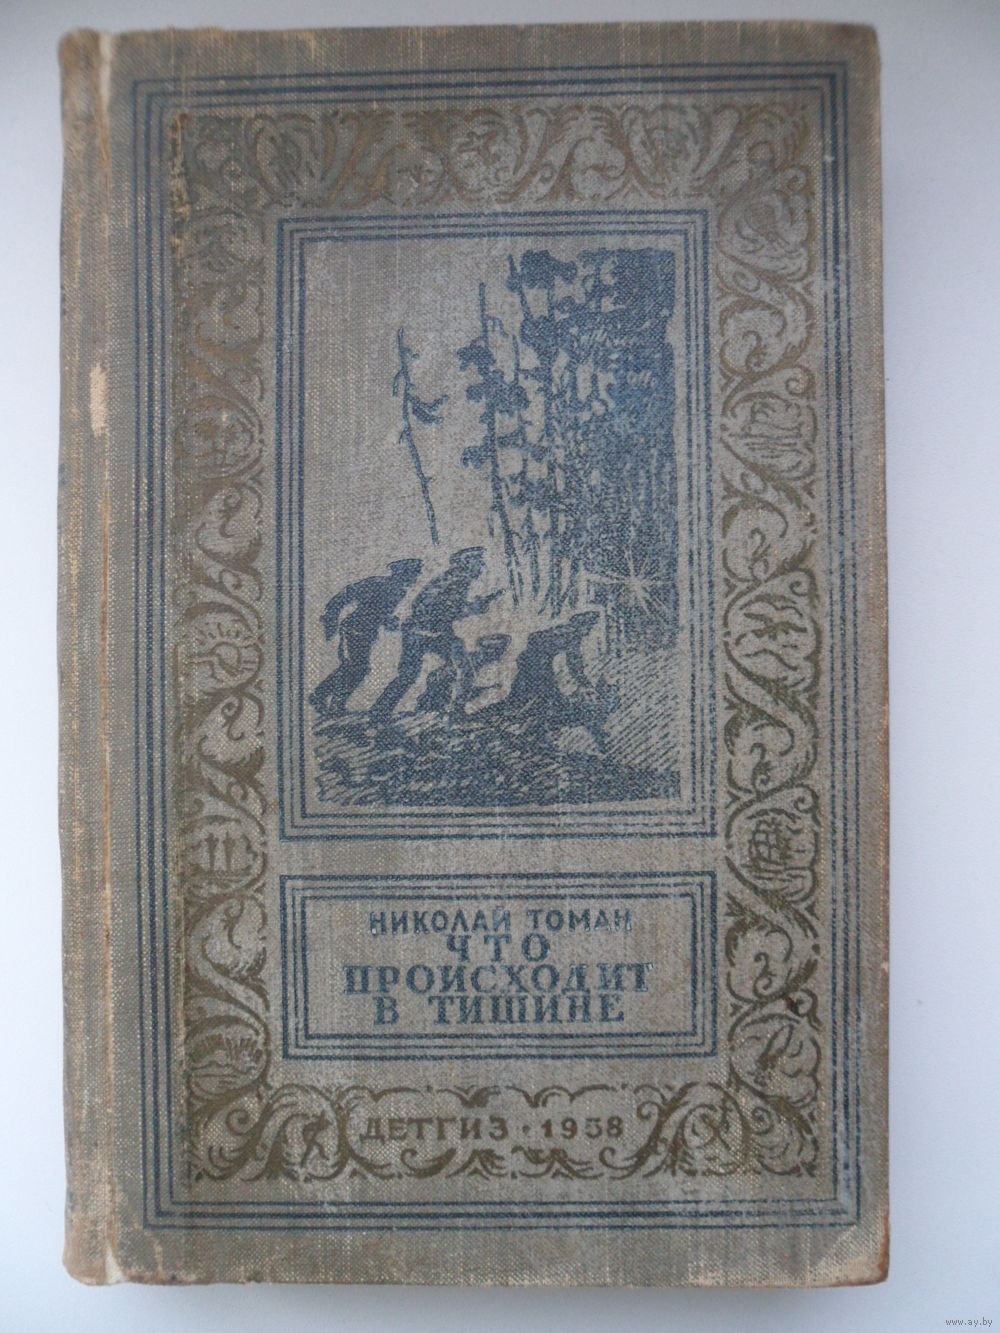 НИКОЛАЙ ТОМАН
ЧТО
ПРОИСХОДИТ
В ТИШИНЕ
ДЕТГИЗ · 1958
www.ay.by